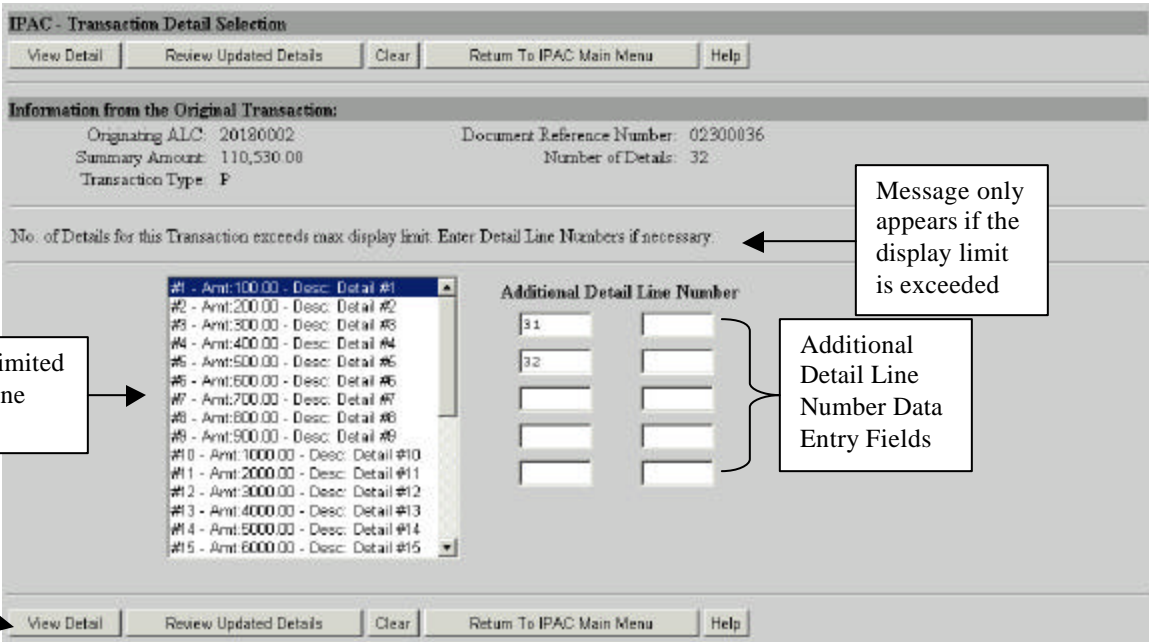 IPAC - Transaction Detail Selection
View Detail Review Updated Details Clear Return To IPAC Main Menu Help
Information from the Original Transaction:
Originating ALC: 20180002 Document Reference Number: 02300036
Summary Amount: 110,530.00 Number of Details: 32
Transaction Type: P
Message only
appears if the
display limit
is exceeded
No. of Details for this Transaction exceeds max display limit. Enter Detail Line Numbers if necessary.
#1 - Amt:100.00 - Desc: Detail #1
#2 - Amt:200.00 - Desc: Detail #2
#3 - Amt:300.00 - Desc: Detail #3
#4 - Amt:400.00 - Desc: Detail #4
#5 - Amt:500.00 - Desc: Detail #5
#6 - Amt:600.00 - Desc: Detail #6
#7 - Amt:700.00 - Desc: Detail #7
#8 - Amt:800.00 - Desc: Detail #8
#9 - Amt:900.00 - Desc: Detail #9
#10 - Amt:1000.00 - Desc: Detail #10
#11 - Amt:2000.00 - Desc: Detail #11
#12 - Amt:3000.00 - Desc: Detail #12
#13 - Amt:4000.00 - Desc: Detail #13
#14 - Amt:5000.00 - Desc: Detail #14
#15 - Amt:6000.00 - Desc: Detail #15
Additional Detail Line Number
31
32
imited
ne
Additional
Detail Line
Number Data
Entry Fields
View Detail Review Updated Details Clear Return To IPAC Main Menu Help